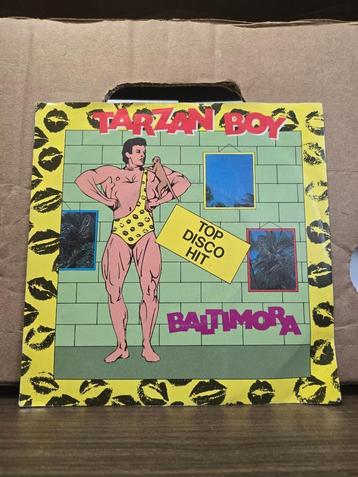 TARZAN BOY
TOP
DISCO
HIT
BALTIMORA